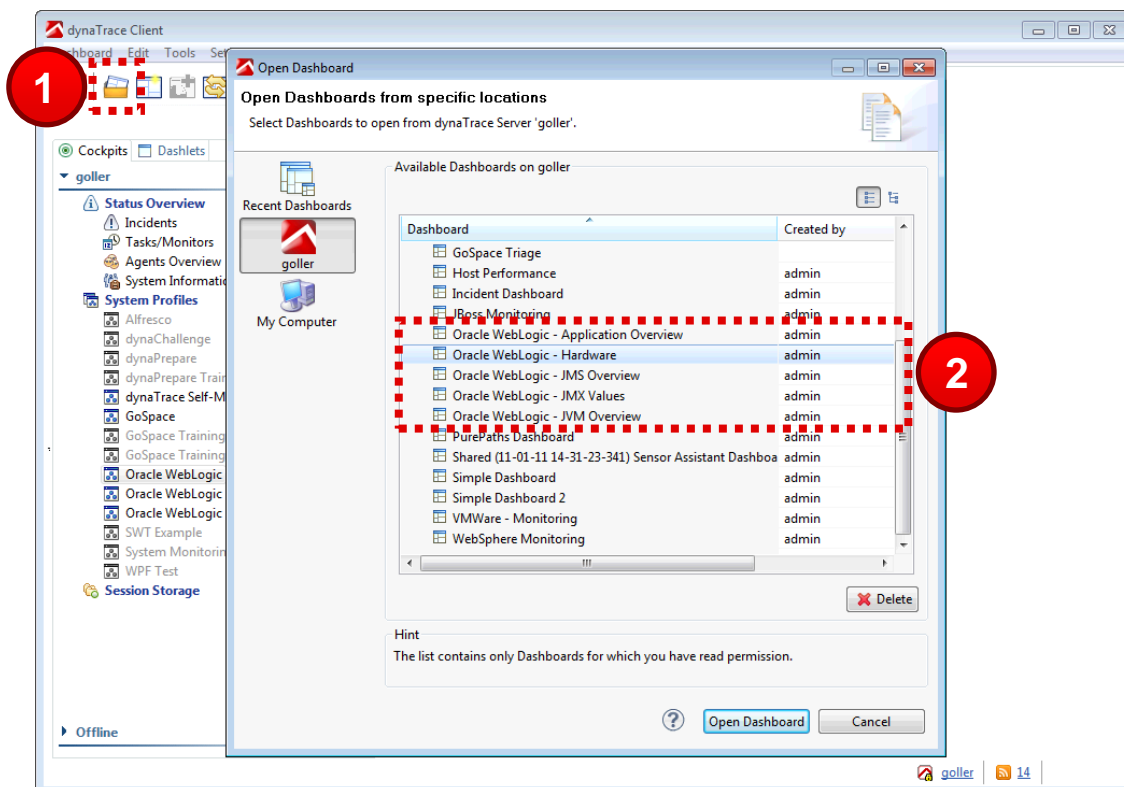 dynaTrace Client
shboard Edit Tools Set
1
Cockpits Dashlets
goller
Status Overview
Incidents
Tasks/Monitors
Agents Overview
System Informatic
System Profiles
Alfresco
dynaChallenge
dynaPrepare
dynaPrepare Train
dynaTrace Self-M
GoSpace
GoSpace Training
GoSpace Training
Oracle WebLogic
Oracle WebLogic
Oracle WebLogic
SWT Example
System Monitorin
WPF Test
Session Storage
Offline
Open Dashboard
Open Dashboards from specific locations
Select Dashboards to open from dynaTrace Server 'goller'.
Recent Dashboards
goller
My Computer
Available Dashboards on goller
Dashboard Created by
GoSpace Triage
Host Performance admin
Incident Dashboard admin
JBoss Monitoring admin
Oracle WebLogic - Application Overview admin
Oracle WebLogic - Hardware admin
Oracle WebLogic - JMS Overview admin
Oracle WebLogic - JMX Values admin
Oracle WebLogic - JVM Overview admin
PurePaths Dashboard admin
Shared (11-01-11 14-31-23-341) Sensor Assistant Dashboa admin
Simple Dashboard admin
Simple Dashboard 2 admin
VMWare - Monitoring admin
WebSphere Monitoring admin
2
Delete
Hint
The list contains only Dashboards for which you have read permission.
? Open Dashboard Cancel
goller 14